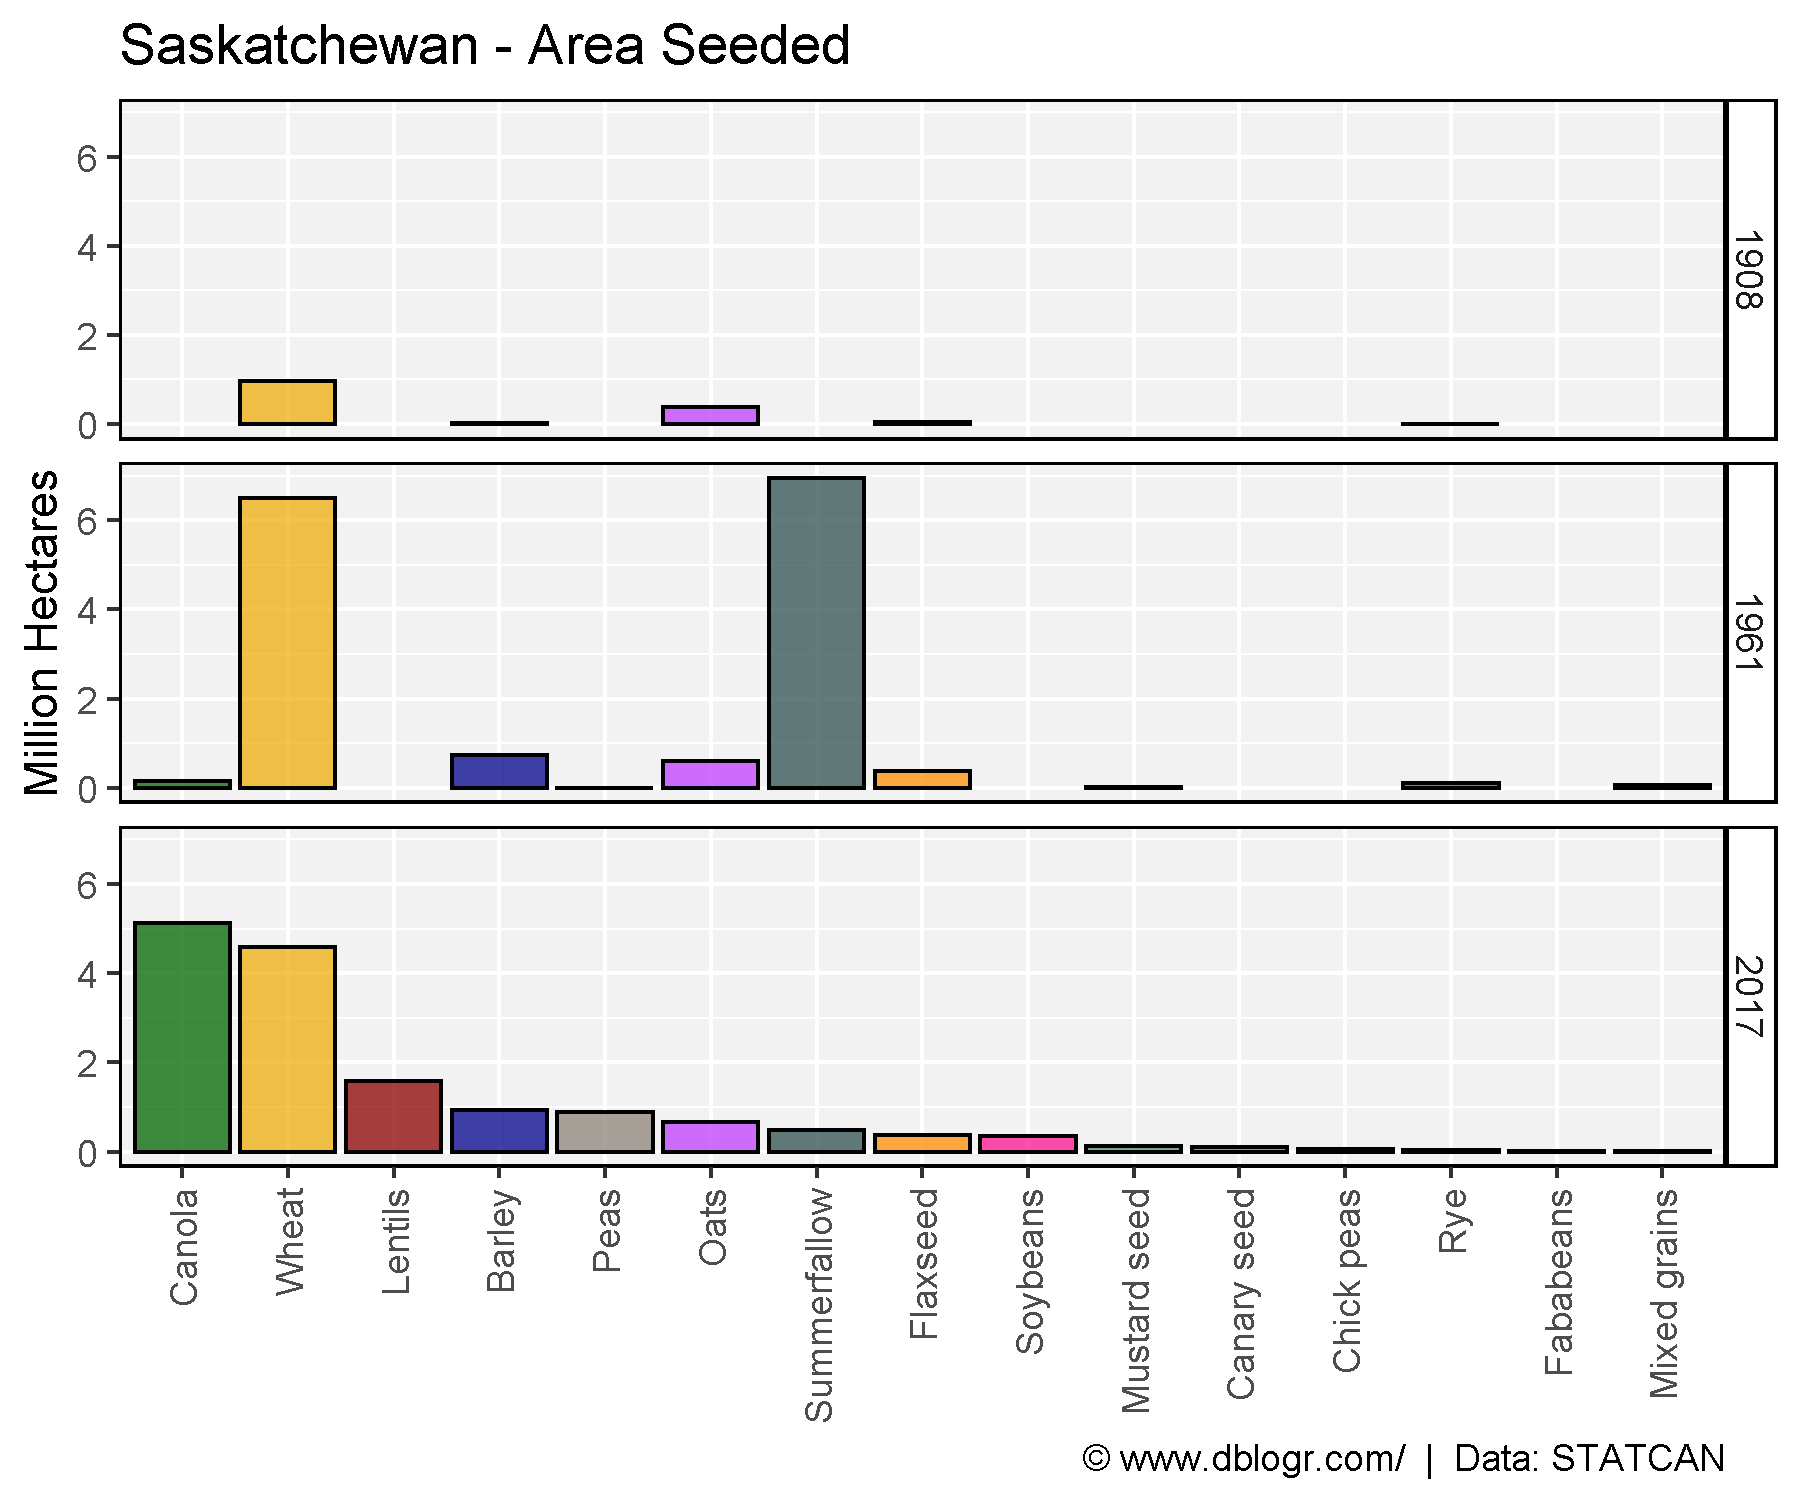 Saskatchewan - Area Seeded
Million Hectares
6
4
2
0
1908
6
4
2
0
1961
6
4
2
0
2017
Canola
Wheat
Lentils
Barley
Peas
Oats
Summerfallow
Flaxseed
Soybeans
Mustard seed
Canary seed
Chick peas
Rye
Fababeans
Mixed grains
© www.dblogr.com/ | Data: STATCAN